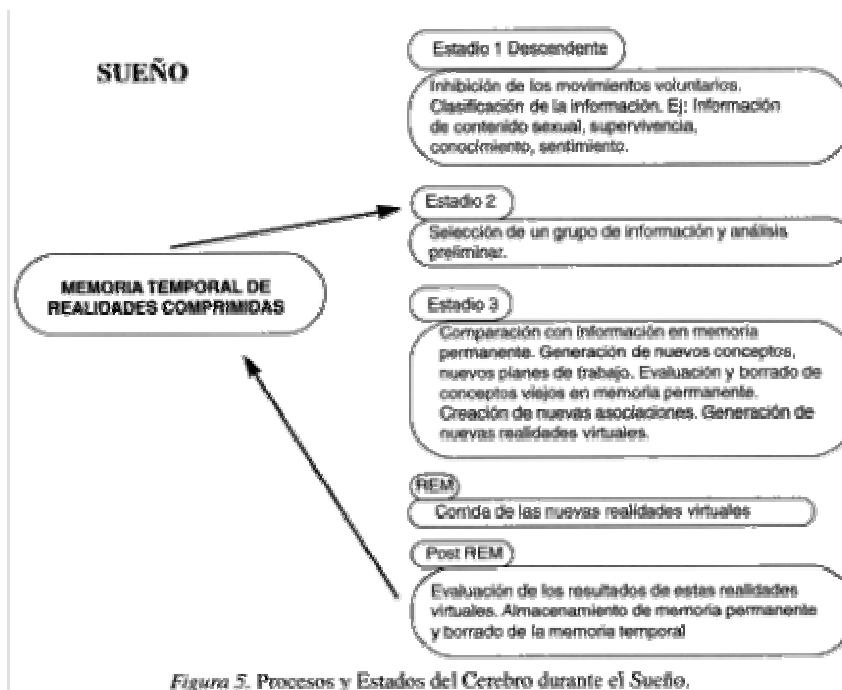 SUEÑO
Estadio 1 Descendente
Inhibición de los movimientos voluntarios.
Clasificación de la información. Ej: Información
de contenido sexual, supervivencia,
conocimiento, sentimiento.
Estadio 2
Selección de un grupo de información y análisis
preliminar.
MEMORIA TEMPORAL DE
REALIDADES COMPRIMIDAS
Estadio 3
Comparación con información en memoria
permanente. Generación de nuevos conceptos,
nuevos planes de trabajo. Evaluación y borrado de
conceptos viejos en memoria permanente.
Creación de nuevas asociaciones. Generación de
nuevas realidades virtuales.
REM
Corrida de las nuevas realidades virtuales
Post REM
Evaluación de los resultados de estas realidades
virtuales. Almacenamiento de memoria permanente
y borrado de la memoria temporal
Figura 5. Procesos y Estados del Cerebro durante el Sueño.